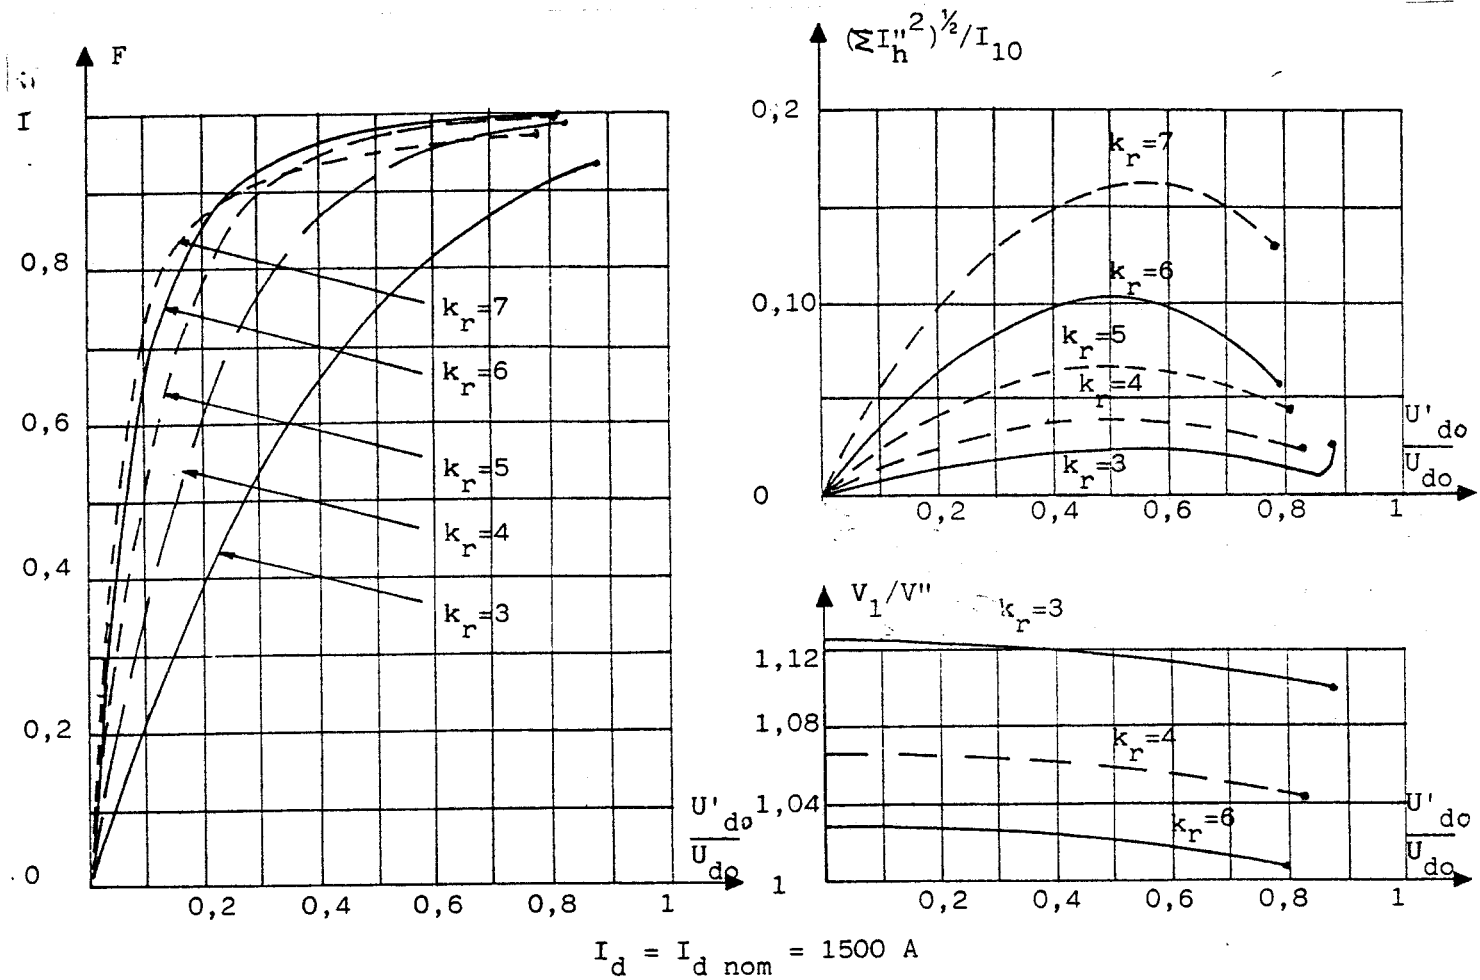 F
I
0,8
0,6
0,4
0,2
0
k_r=7
k_r=6
k_r=5
k_r=4
k_r=3
U'_do
U_do
0,2 0,4 0,6 0,8 1
(ΣI''_h^2)^½/I_10
0,2
0,10
0
k_r=7
k_r=6
k_r=5
k_r=4
k_r=3
U'_do
U_do
0,2 0,4 0,6 0,8 1
V_1/V''
k_r=3
1,12
1,08
k_r=4
1,04
k_r=6
1
U'_do
U_do
0,2 0,4 0,6 0,8 1
I_d = I_d nom = 1500 A